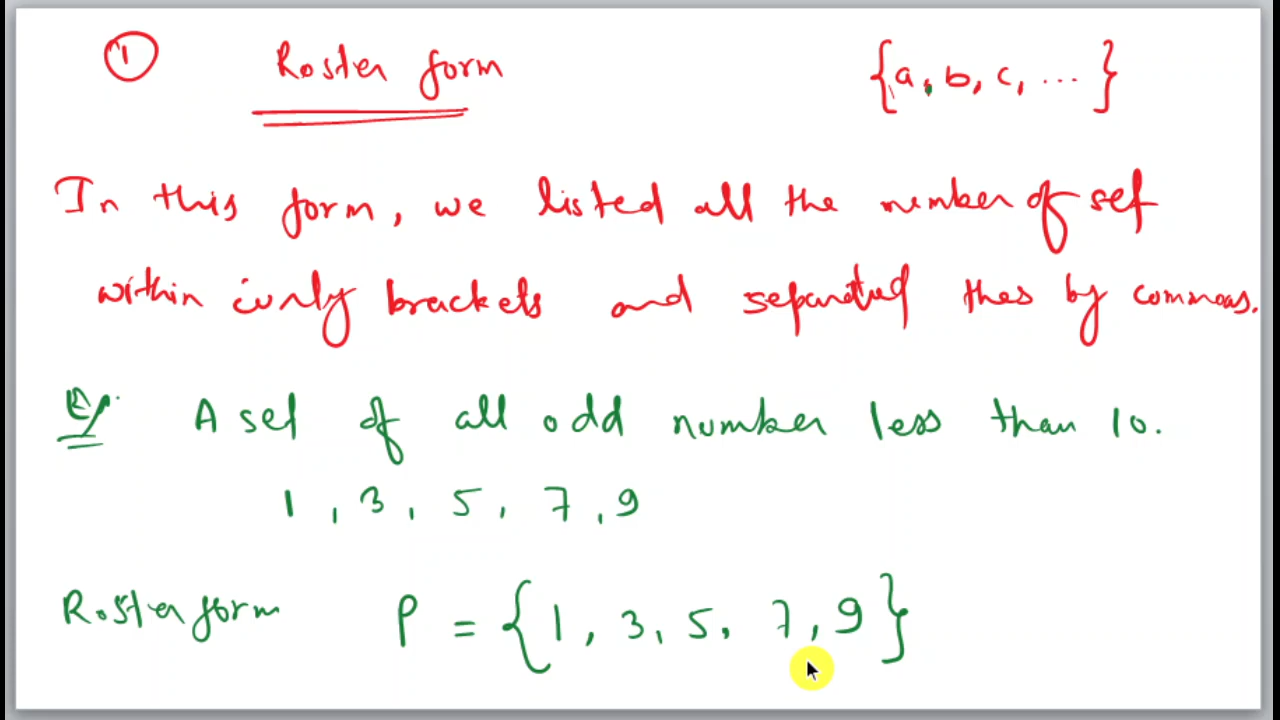 1 Roster form {a, b, c, ...}
In this form, we listed all the member of set
within curly brackets and separated thes by commas.
Ex. A set of all odd number less than 10.
1, 3, 5, 7, 9
Roster form P = {1, 3, 5, 7, 9}